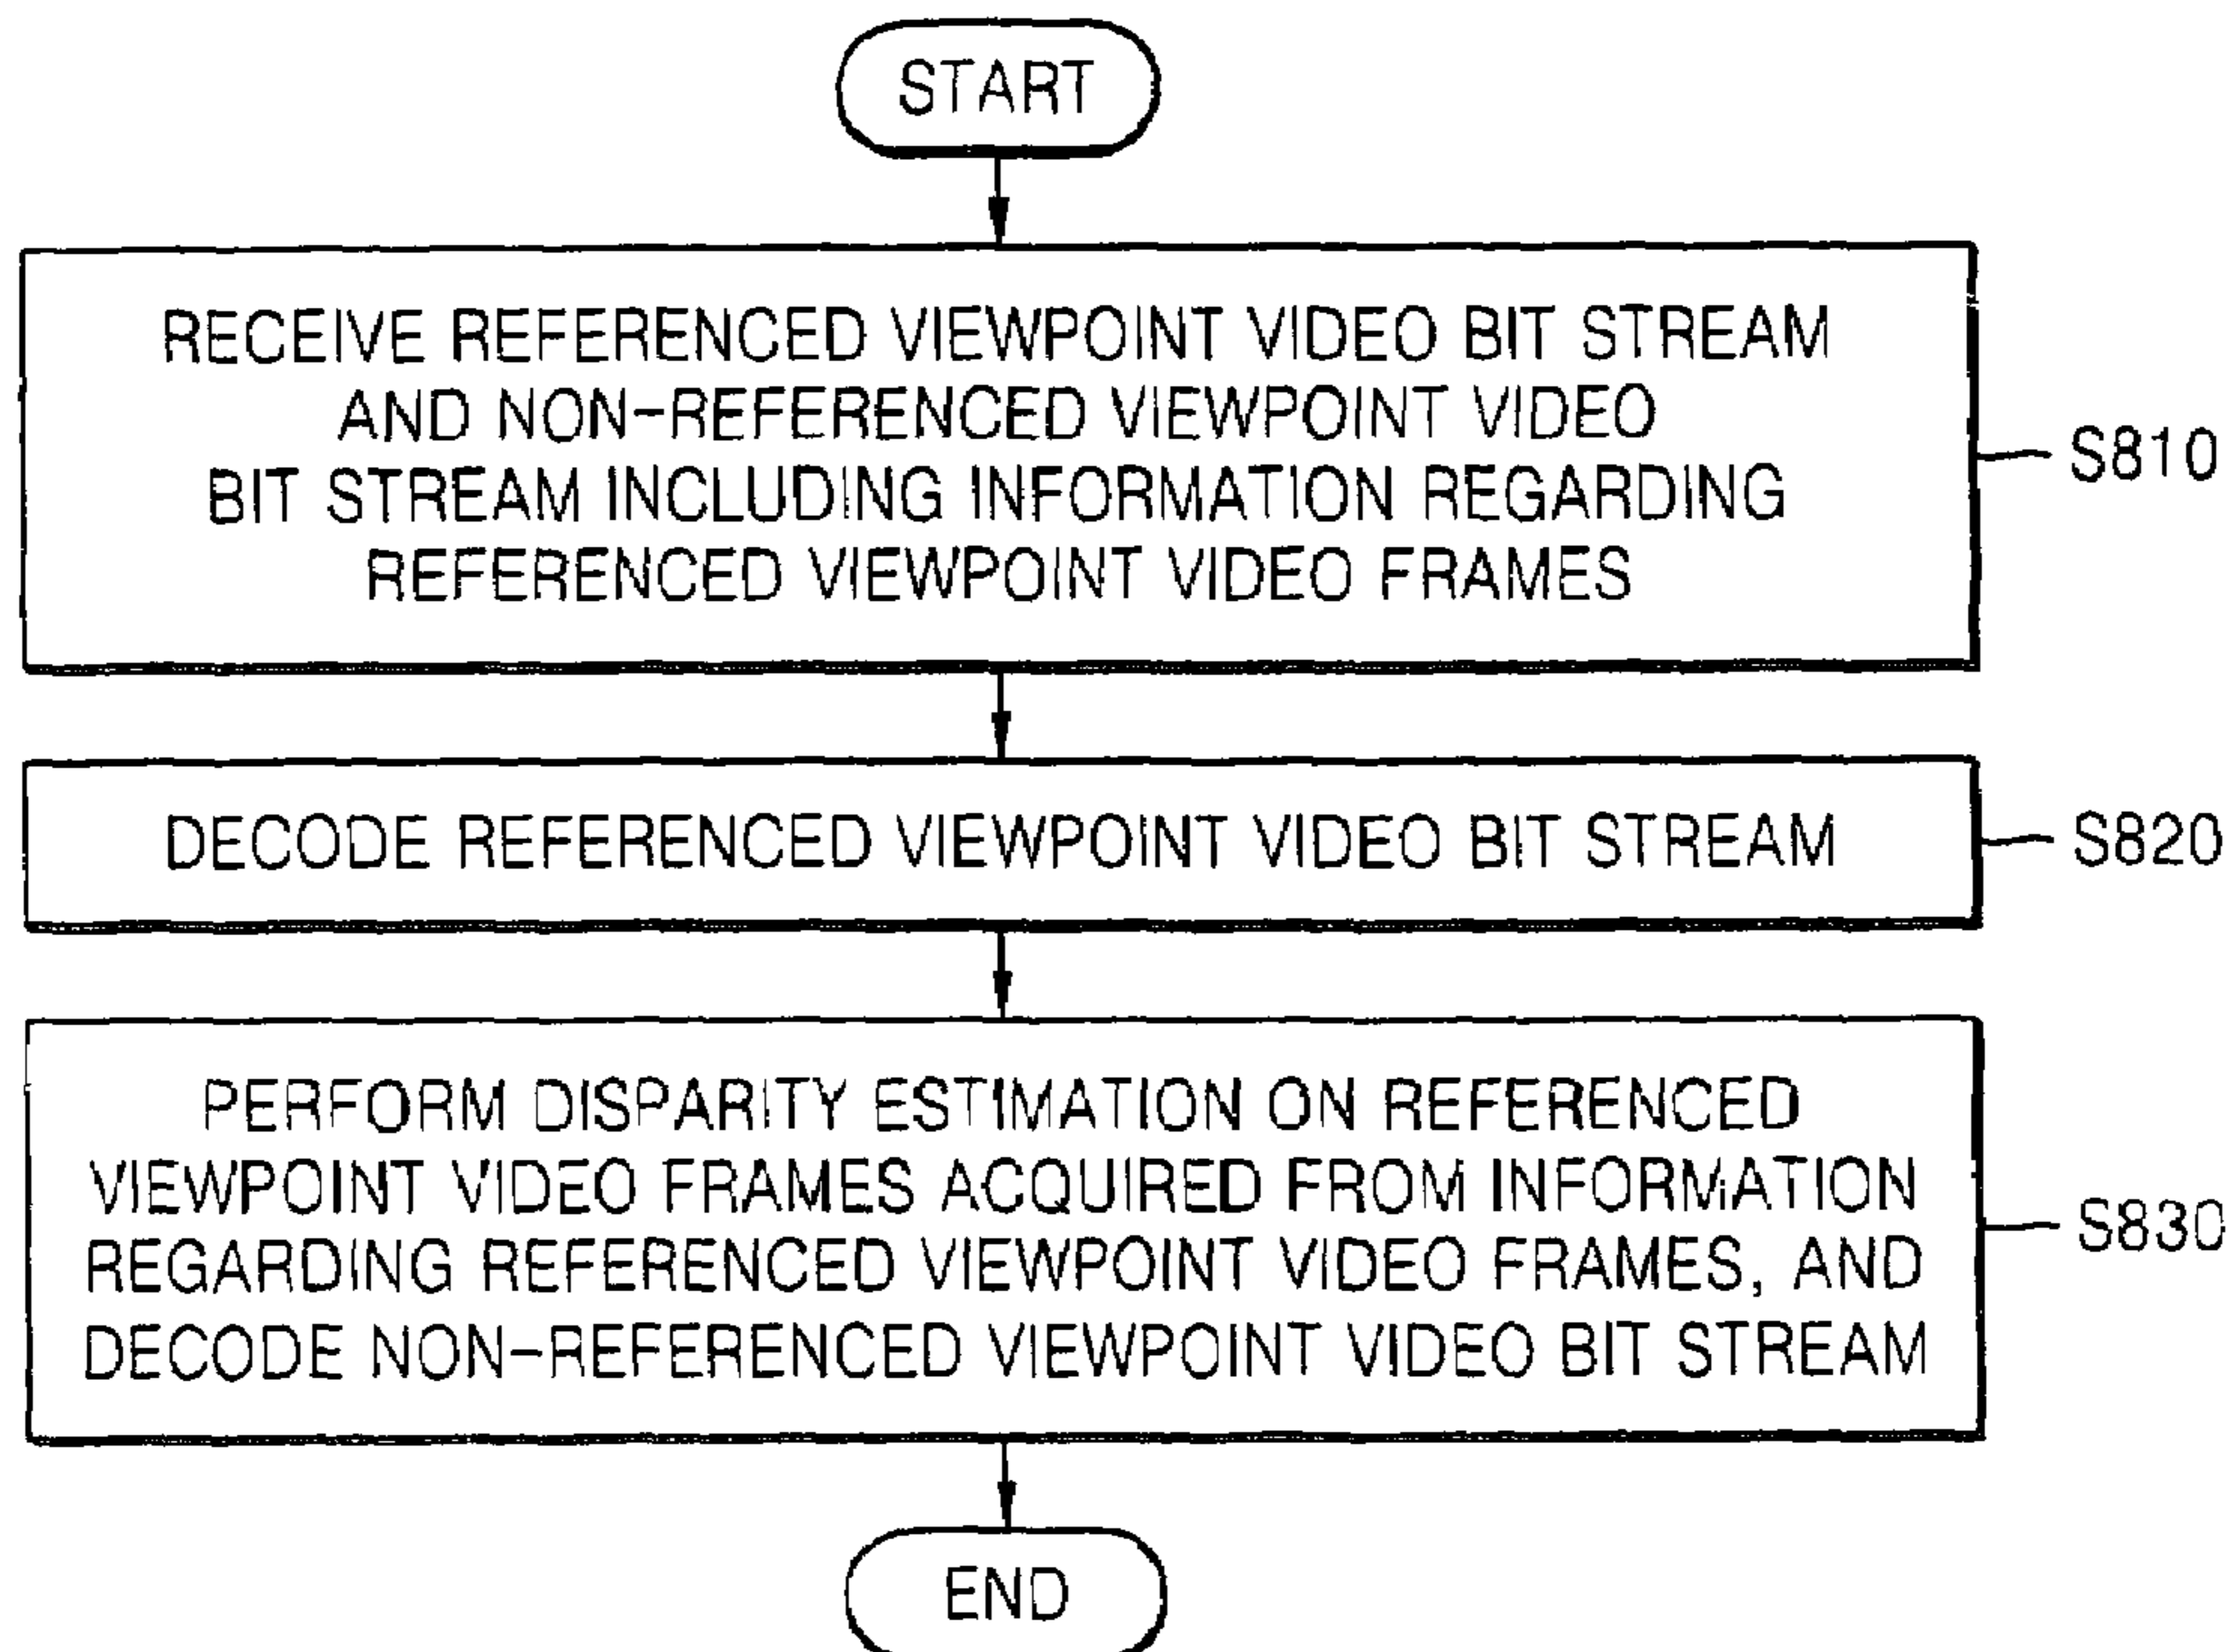 START
RECEIVE REFERENCED VIEWPOINT VIDEO BIT STREAM
AND NON-REFERENCED VIEWPOINT VIDEO
BIT STREAM INCLUDING INFORMATION REGARDING
REFERENCED VIEWPOINT VIDEO FRAMES
S810
DECODE REFERENCED VIEWPOINT VIDEO BIT STREAM
S820
PERFORM DISPARITY ESTIMATION ON REFERENCED
VIEWPOINT VIDEO FRAMES ACQUIRED FROM INFORMATION
REGARDING REFERENCED VIEWPOINT VIDEO FRAMES, AND
DECODE NON-REFERENCED VIEWPOINT VIDEO BIT STREAM
S830
END